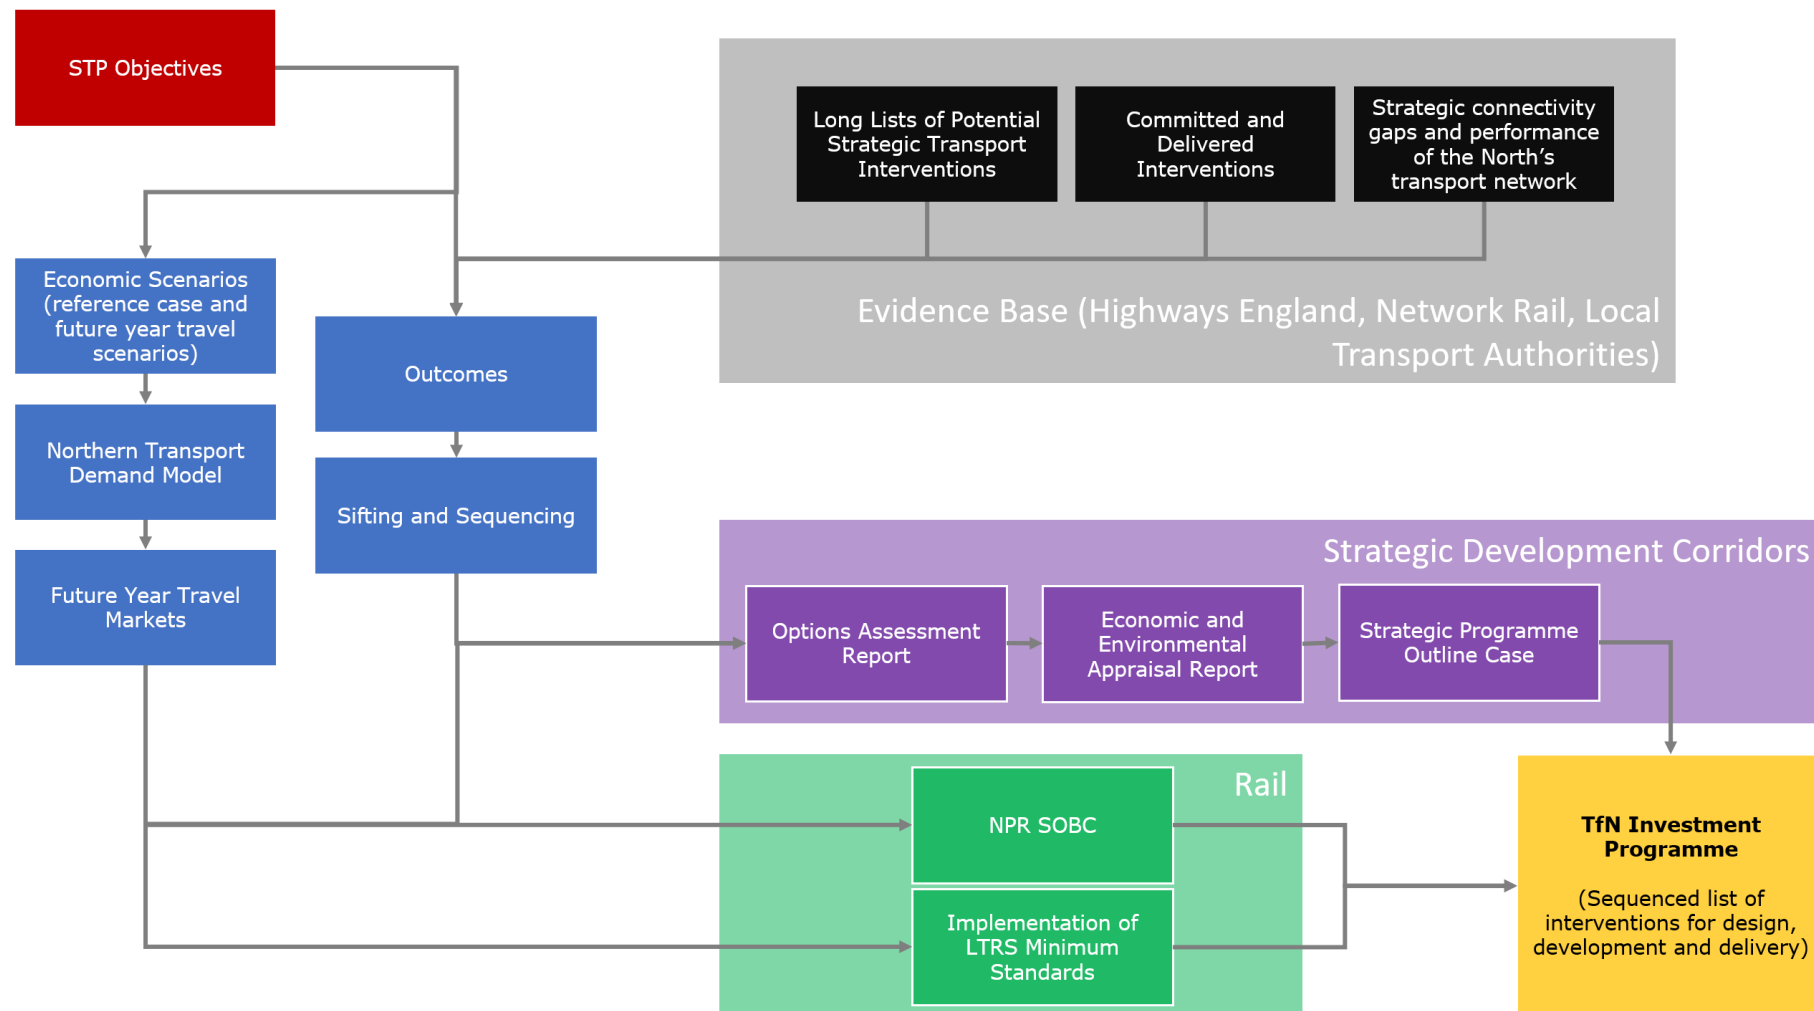 STP Objectives
Long Lists of Potential
Strategic Transport
Interventions
Committed and
Delivered
Interventions
Strategic connectivity
gaps and performance
of the North’s
transport network
Evidence Base (Highways England, Network Rail, Local
Transport Authorities)
Economic Scenarios
(reference case and
future year travel
scenarios)
Outcomes
Northern Transport
Demand Model
Sifting and Sequencing
Future Year Travel
Markets
Strategic Development Corridors
Options Assessment
Report
Economic and
Environmental
Appraisal Report
Strategic Programme
Outline Case
Rail
NPR SOBC
Implementation of
LTRS Minimum
Standards
TfN Investment
Programme
(Sequenced list of
interventions for design,
development and delivery)